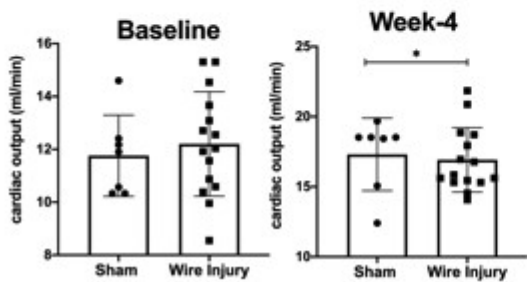 Baseline
cardiac output (ml/min)
16
14
12
10
8
Sham
Wire Injury
Week-4
cardiac output (ml/min)
25
20
15
10
*
Sham
Wire Injury